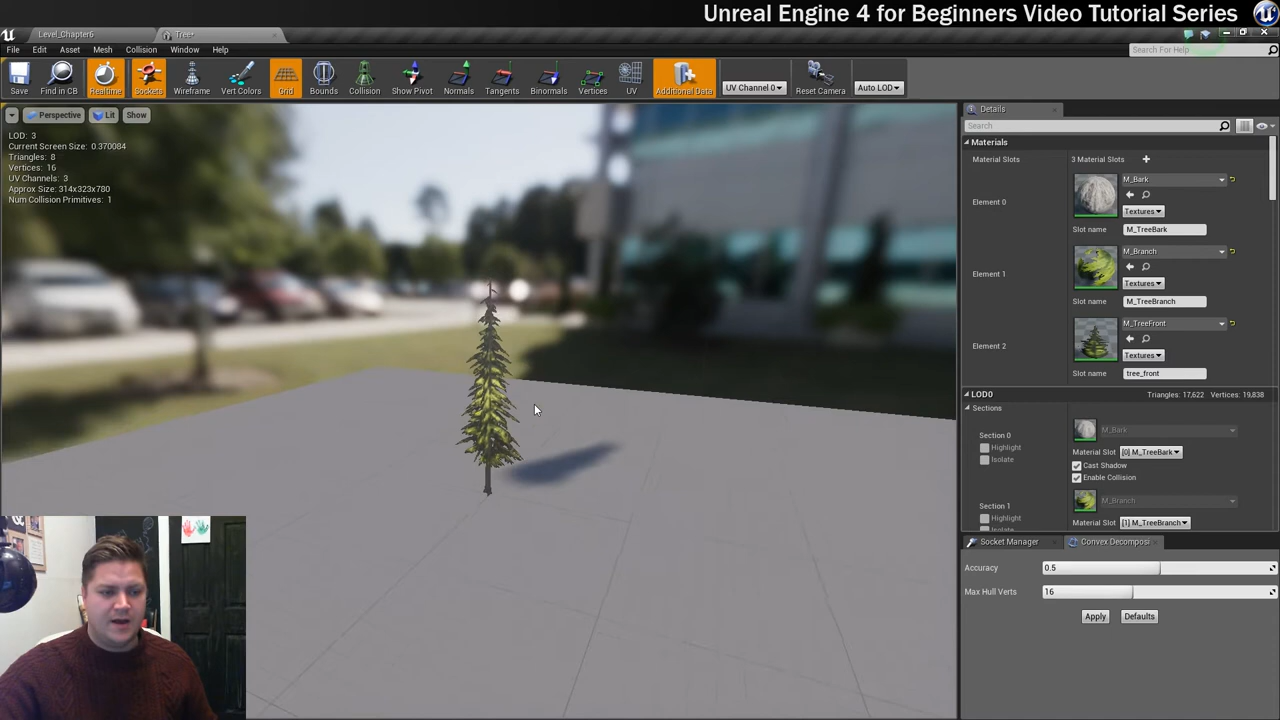 Unreal Engine 4 for Beginners Video Tutorial Series
Level_Chapter6
Tree*
File Edit Asset Mesh Collision Window Help
Search For Help
Save
Find in CB
Realtime
Sockets
Wireframe
Vert Colors
Grid
Bounds
Collision
Show Pivot
Normals
Tangents
Binormals
Vertices
UV
Additional Data
UV Channel 0
Reset Camera
Auto LOD
Perspective
Lit
Show
LOD: 3
Current Screen Size: 0.370084
Triangles: 8
Vertices: 16
UV Channels: 3
Approx Size: 314x323x780
Num Collision Primitives: 1
Details
Search
Materials
Material Slots
3 Material Slots
Element 0
M_Bark
Textures
Slot name
M_TreeBark
Element 1
M_Branch
Textures
Slot name
M_TreeBranch
Element 2
M_TreeFront
Textures
Slot name
tree_front
LOD0
Triangles: 17,622 Vertices: 19,838
Sections
Section 0
Highlight
Isolate
M_Bark
Material Slot
[0] M_TreeBark
Cast Shadow
Enable Collision
Section 1
Highlight
Isolate
M_Branch
Material Slot
[1] M_TreeBranch
Socket Manager
Convex Decomposi
Accuracy
0.5
Max Hull Verts
16
Apply
Defaults